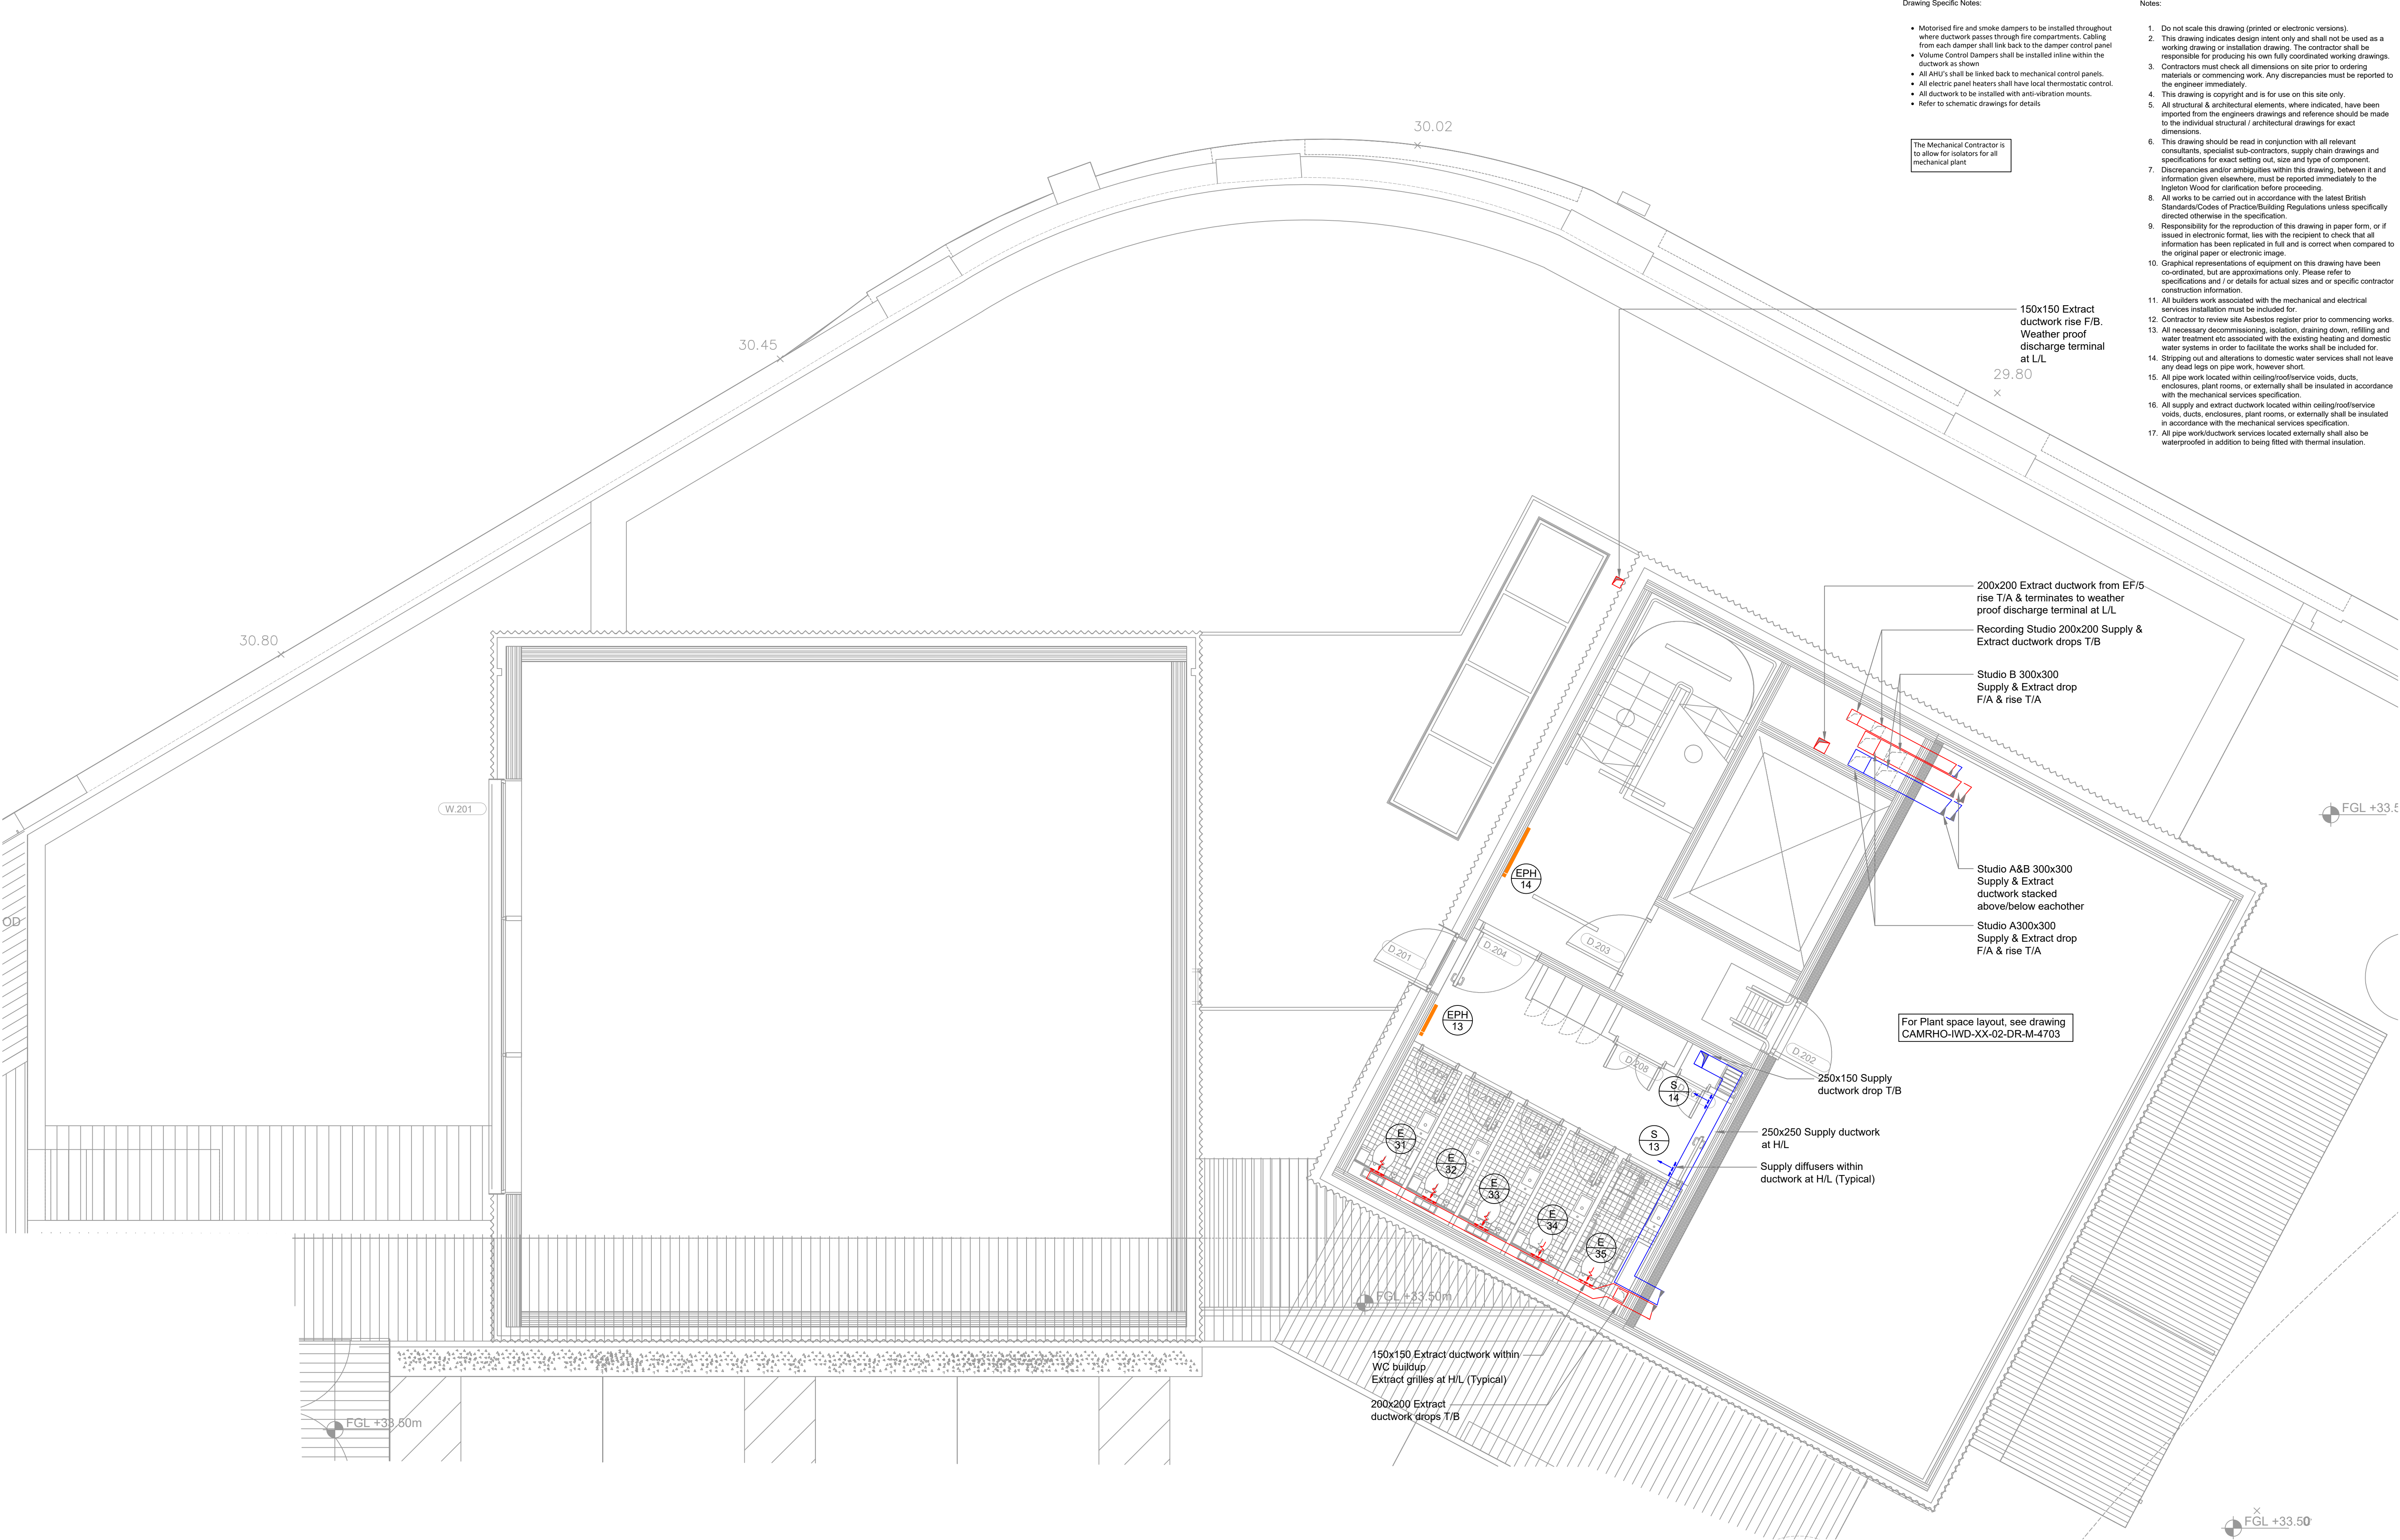 Drawing Specific Notes:
• Motorised fire and smoke dampers to be installed throughout
where ductwork passes through fire compartments. Cabling
from each damper shall link back to the damper control panel
• Volume Control Dampers shall be installed inline within the
ductwork as shown
• All AHU's shall be linked back to mechanical control panels.
• All electric panel heaters shall have local thermostatic control.
• All ductwork to be installed with anti-vibration mounts.
• Refer to schematic drawings for details
The Mechanical Contractor is
to allow for isolators for all
mechanical plant
Notes:
1. Do not scale this drawing (printed or electronic versions).
2. This drawing indicates design intent only and shall not be used as a
working drawing or installation drawing. The contractor shall be
responsible for producing his own fully coordinated working drawings.
3. Contractors must check all dimensions on site prior to ordering
materials or commencing work. Any discrepancies must be reported to
the engineer immediately.
4. This drawing is copyright and is for use on this site only.
5. All structural & architectural elements, where indicated, have been
imported from the engineers drawings and reference should be made
to the individual structural / architectural drawings for exact
dimensions.
6. This drawing should be read in conjunction with all relevant
consultants, specialist sub-contractors, supply chain drawings and
specifications for exact setting out, size and type of component.
7. Discrepancies and/or ambiguities within this drawing, between it and
information given elsewhere, must be reported immediately to the
Ingleton Wood for clarification before proceeding.
8. All works to be carried out in accordance with the latest British
Standards/Codes of Practice/Building Regulations unless specifically
directed otherwise in the specification.
9. Responsibility for the reproduction of this drawing in paper form, or if
issued in electronic format, lies with the recipient to check that all
information has been replicated in full and is correct when compared to
the original paper or electronic image.
10. Graphical representations of equipment on this drawing have been
co-ordinated, but are approximations only. Please refer to
specifications and / or details for actual sizes and or specific contractor
construction information.
11. All builders work associated with the mechanical and electrical
services installation must be included for.
12. Contractor to review site Asbestos register prior to commencing works.
13. All necessary decommissioning, isolation, draining down, refilling and
water treatment etc associated with the existing heating and domestic
water systems in order to facilitate the works shall be included for.
14. Stripping out and alterations to domestic water services shall not leave
any dead legs on pipe work, however short.
15. All pipe work located within ceiling/roof/service voids, ducts,
enclosures, plant rooms, or externally shall be insulated in accordance
with the mechanical services specification.
16. All supply and extract ductwork located within ceiling/roof/service
voids, ducts, enclosures, plant rooms, or externally shall be insulated
in accordance with the mechanical services specification.
17. All pipe work/ductwork services located externally shall also be
waterproofed in addition to being fitted with thermal insulation.
30.02
30.45
30.80
29.80
150x150 Extract
ductwork rise F/B.
Weather proof
discharge terminal
at L/L
200x200 Extract ductwork from EF/5
rise T/A & terminates to weather
proof discharge terminal at L/L
Recording Studio 200x200 Supply &
Extract ductwork drops T/B
Studio B 300x300
Supply & Extract drop
F/A & rise T/A
W.201
FGL +33.5
OD
EPH
14
Studio A&B 300x300
Supply & Extract
ductwork stacked
above/below eachother
Studio A300x300
Supply & Extract drop
F/A & rise T/A
D.201
D.204
D.203
EPH
13
For Plant space layout, see drawing
CAMRHO-IWD-XX-02-DR-M-4703
D.202
D.208
250x150 Supply
ductwork drop T/B
S
14
250x250 Supply ductwork
at H/L
S
13
Supply diffusers within
ductwork at H/L (Typical)
E
31
E
32
E
33
E
34
E
35
FGL +33.50m
150x150 Extract ductwork within
WC buildup
Extract grilles at H/L (Typical)
200x200 Extract
ductwork drops T/B
FGL +33.50m
FGL +33.50